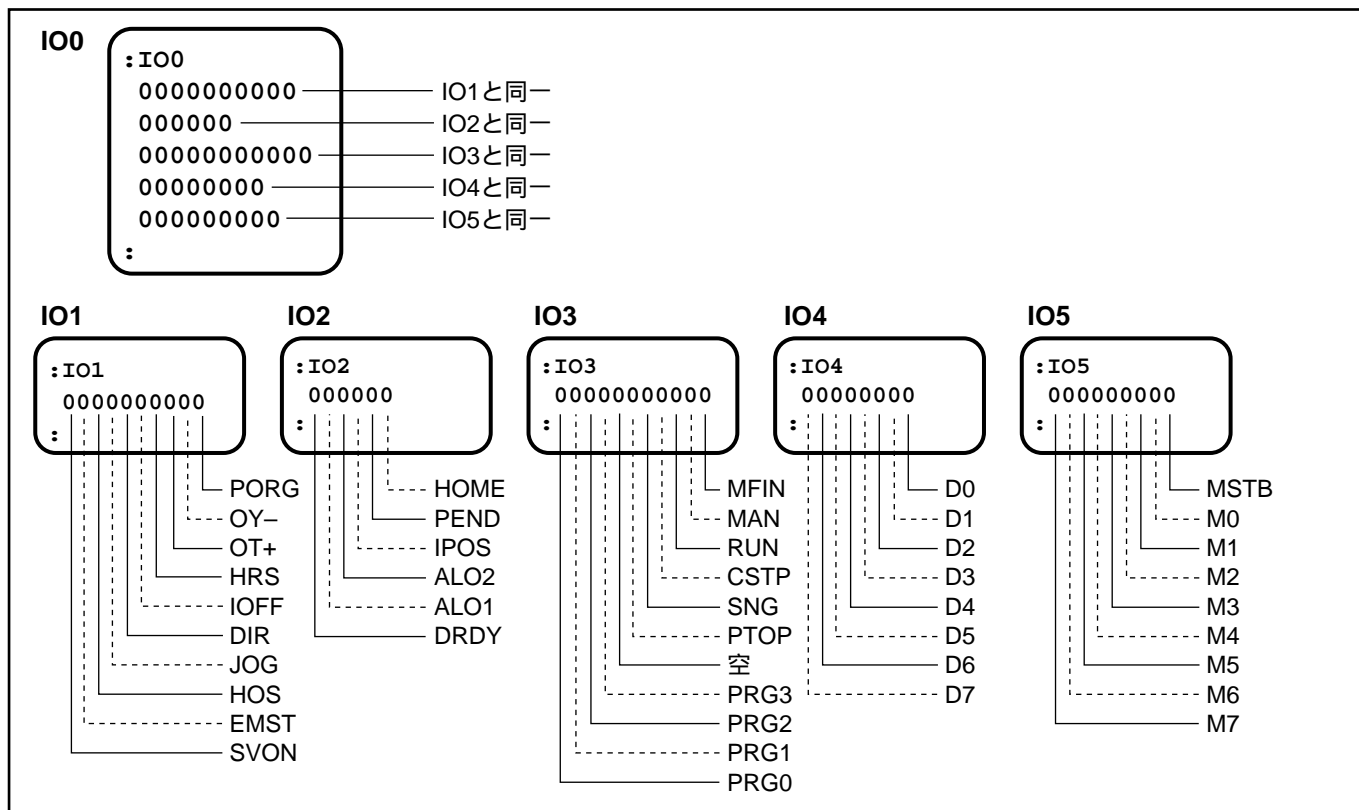 IO0
:IO0
0000000000
IO1と同一
000000
IO2と同一
00000000000
IO3と同一
00000000
IO4と同一
000000000
IO5と同一
:
IO1
:IO1
0000000000
:
PORG
OY–
OT+
HRS
IOFF
DIR
JOG
HOS
EMST
SVON
IO2
:IO2
000000
:
HOME
PEND
IPOS
ALO2
ALO1
DRDY
IO3
:IO3
00000000000
:
MFIN
MAN
RUN
CSTP
SNG
PTOP
空
PRG3
PRG2
PRG1
PRG0
IO4
:IO4
00000000
:
D0
D1
D2
D3
D4
D5
D6
D7
IO5
:IO5
000000000
:
MSTB
M0
M1
M2
M3
M4
M5
M6
M7